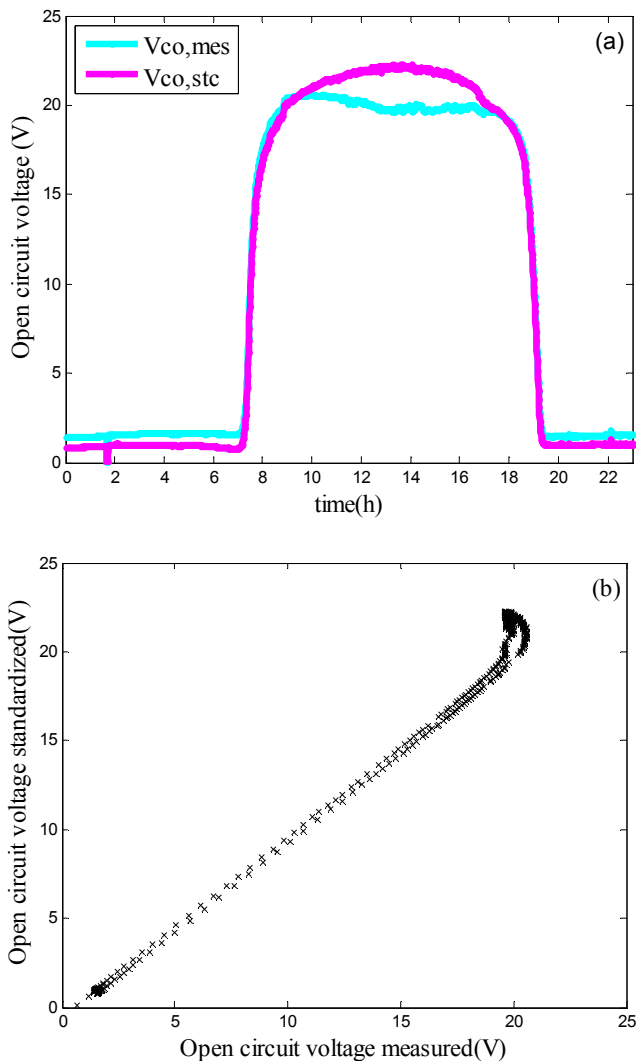 25
20
15
10
5
0
Open circuit voltage (V)
Vco,mes
Vco,stc
(a)
0 2 4 6 8 10 12 14 16 18 20 22
time(h)
25
20
15
10
5
0
Open circuit voltage standardized(V)
(b)
0 5 10 15 20 25
Open circuit voltage measured(V)